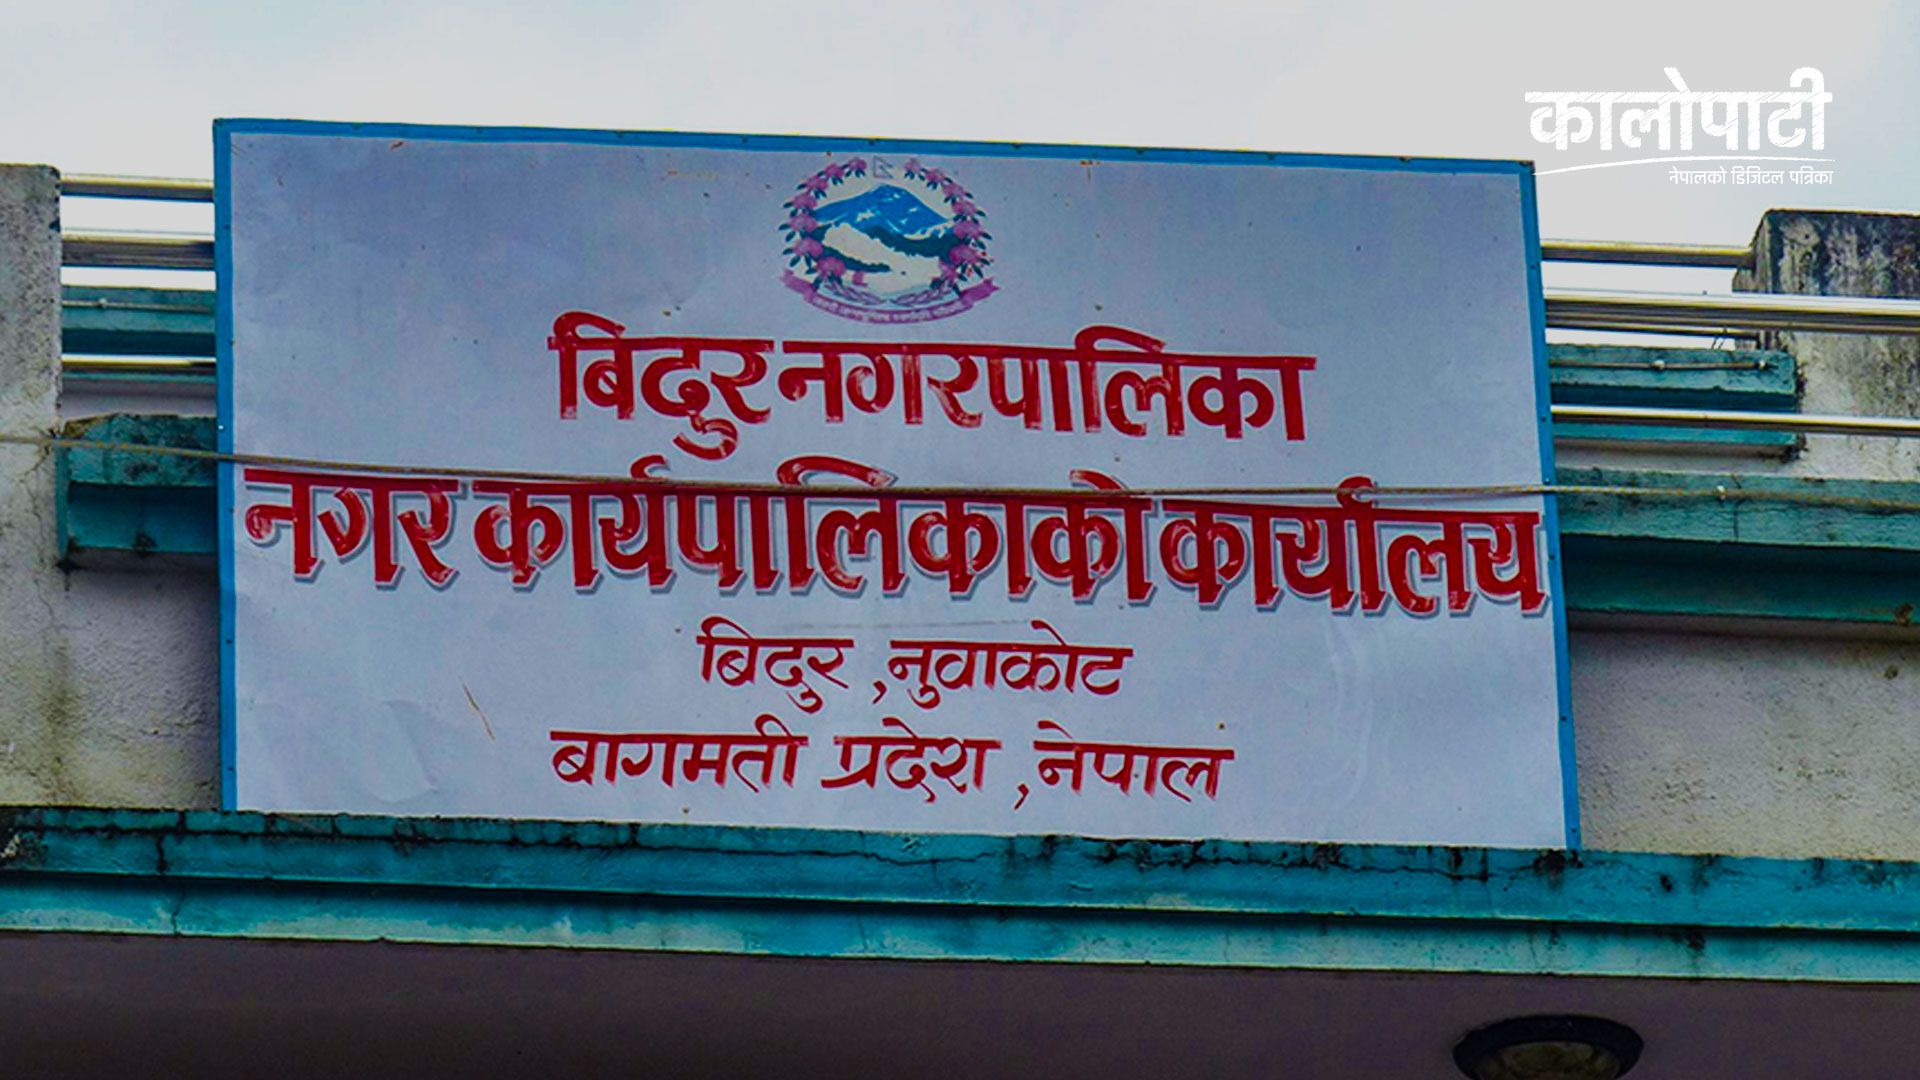 कालोपाटी
नेपालको डिजिटल पत्रिका
बिदुर नगरपालिका
नगर कार्यपालिकाको कार्यालय
बिदुर , नुवाकोट
बागमती प्रदेश , नेपाल